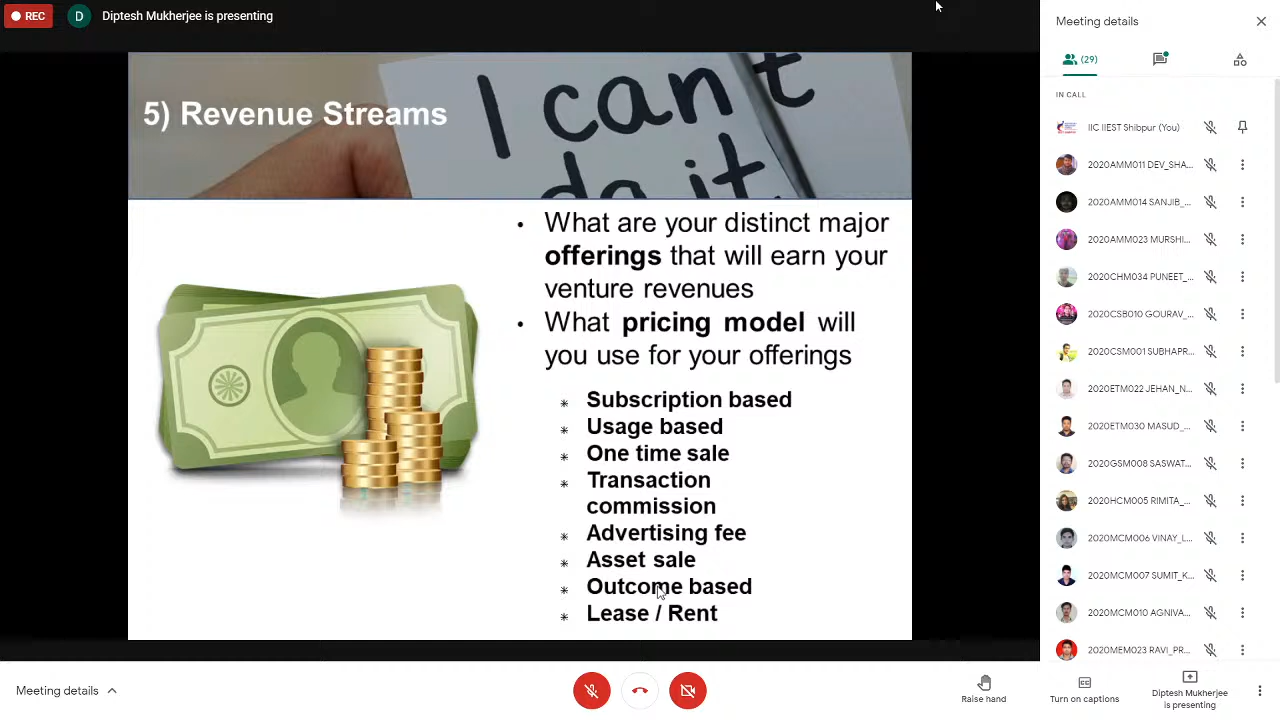 REC
D
Diptesh Mukherjee is presenting
5) Revenue Streams
I can't
do it.
• What are your distinct major
offerings that will earn your
venture revenues
• What pricing model will
you use for your offerings
Subscription based
Usage based
One time sale
Transaction
commission
Advertising fee
Asset sale
Outcome based
Lease / Rent
Meeting details
(29)
IN CALL
IIC IIEST Shibpur (You)
2020AMM011 DEV_SHA...
2020AMM014 SANJIB_...
2020AMM023 MURSHI...
2020CHM034 PUNEET_...
2020CSB010 GOURAV_...
2020CSM001 SUBHAPR...
2020ETM022 JEHAN_N...
2020ETM030 MASUD_...
2020GSM008 SASWAT...
2020HCM005 RIMITA_...
2020MCM006 VINAY_L...
2020MCM007 SUMIT_K...
2020MCM010 AGNIVA...
2020MEM023 RAVI_PR...
Meeting details
Raise hand
Turn on captions
Diptesh Mukherjee
is presenting